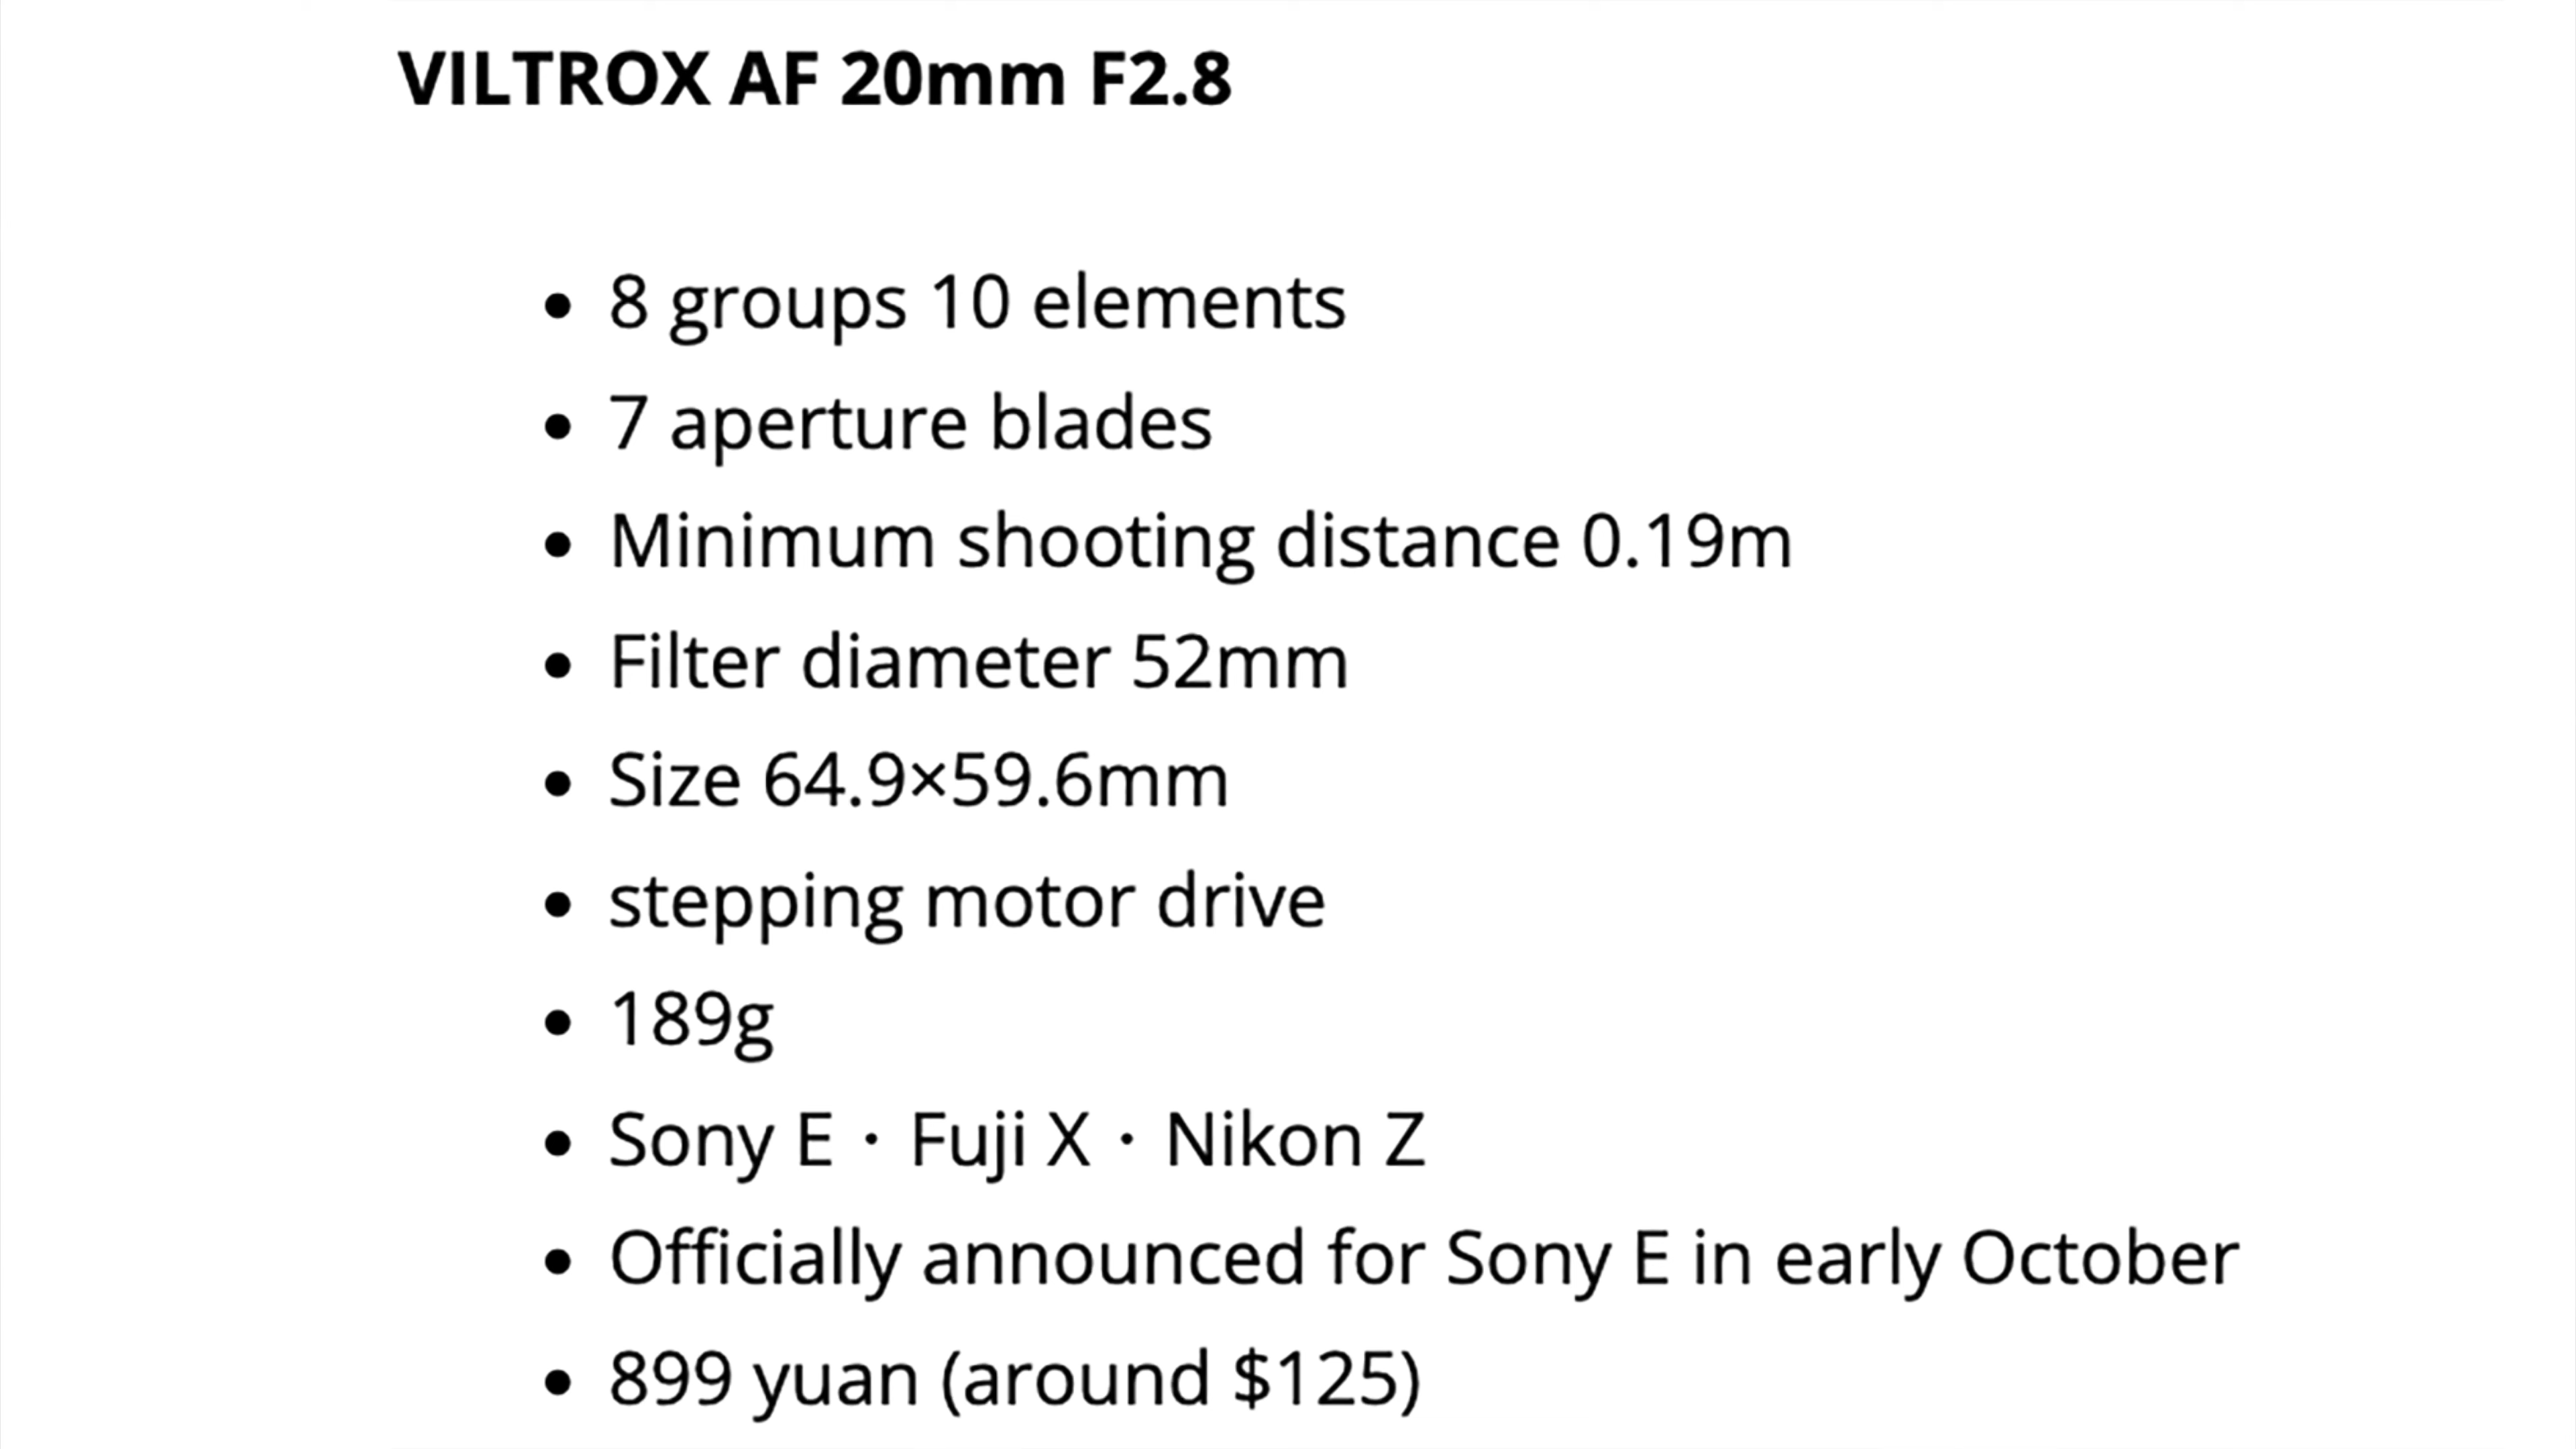 VILTROX AF 20mm F2.8
• 8 groups 10 elements
• 7 aperture blades
• Minimum shooting distance 0.19m
• Filter diameter 52mm
• Size 64.9×59.6mm
• stepping motor drive
• 189g
• Sony E · Fuji X · Nikon Z
• Officially announced for Sony E in early October
• 899 yuan (around $125)